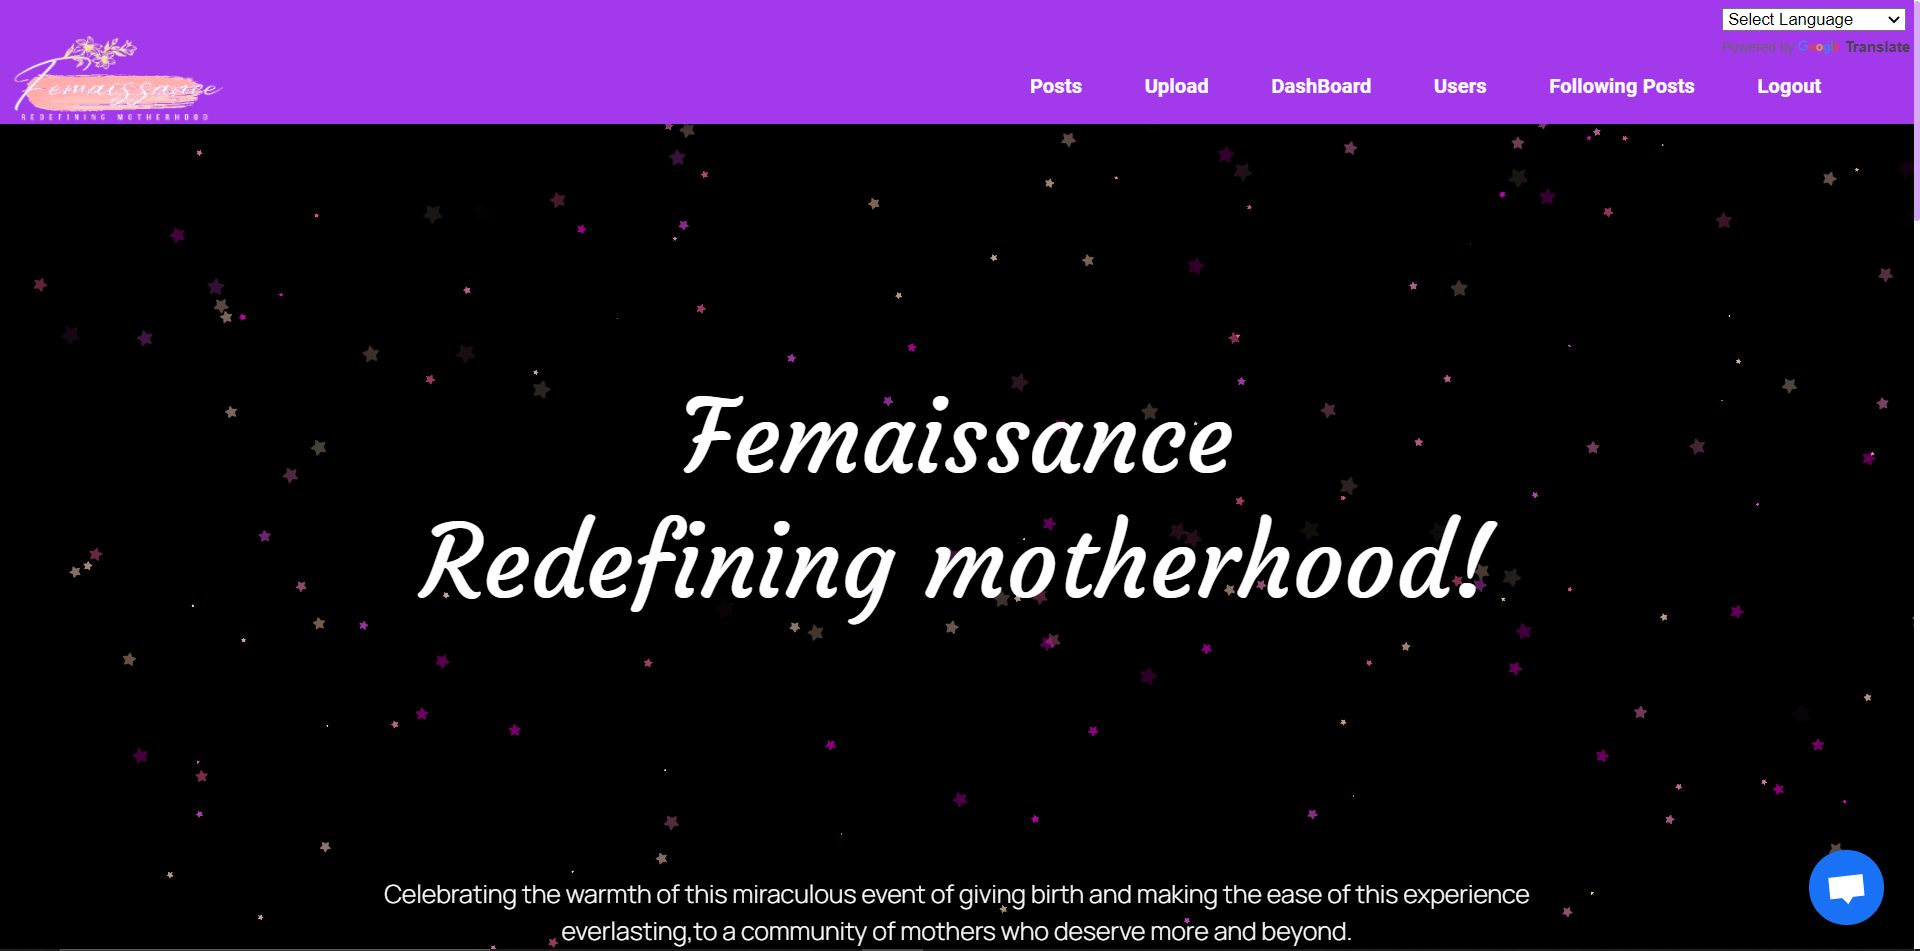 Select Language
Powered by Google Translate
Femaissance
REDEFINING MOTHERHOOD
Posts Upload DashBoard Users Following Posts Logout
Femaissance
Redefining motherhood!
Celebrating the warmth of this miraculous event of giving birth and making the ease of this experience
everlasting,to a community of mothers who deserve more and beyond.